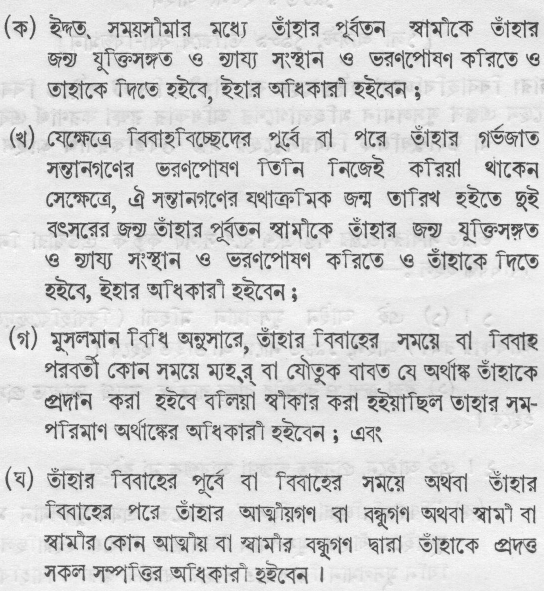 (ক) ইদ্দত্ সময়সীমার মধ্যে তাঁহার পূর্বতন স্বামীকে তাঁহার
জন্য যুক্তিসঙ্গত ও ন্যায্য সংস্থান ও ভরণপোষণ করিতে ও
তাহাকে দিতে হইবে, ইহার অধিকারী হইবেন ;
(খ) যেক্ষেত্রে বিবাহবিচ্ছেদের পূর্বে বা পরে তাঁহার গর্ভজাত
সন্তানগণের ভরণপোষণ তিনি নিজেই করিয়া থাকেন
সেক্ষেত্রে, ঐ সন্তানগণের যথাক্রমিক জন্ম তারিখ হইতে দুই
বৎসরের জন্য তাঁহার পূর্বতন স্বামীকে তাঁহার জন্য যুক্তিসঙ্গত
ও ন্যায্য সংস্থান ও ভরণপোষণ করিতে ও তাঁহাকে দিতে
হইবে, ইহার অধিকারী হইবেন ;
(গ) মুসলমান বিধি অনুসারে, তাঁহার বিবাহের সময়ে বা বিবাহ
পরবর্তী কোন সময়ে ম্যহ্‌র্ বা যৌতুক বাবত যে অর্থাঙ্ক তাঁহাকে
প্রদান করা হইবে বলিয়া স্বীকার করা হইয়াছিল তাহার সম-
পরিমাণ অর্থাঙ্কের অধিকারী হইবেন ; এবং
(ঘ) তাঁহার বিবাহের পূর্বে বা বিবাহের সময়ে অথবা তাঁহার
বিবাহের পরে তাঁহার আত্মীয়গণ বা বন্ধুগণ অথবা স্বামী বা
স্বামীর কোন আত্মীয় বা স্বামীর বন্ধুগণ দ্বারা তাঁহাকে প্রদত্ত
সকল সম্পত্তির অধিকারী হইবেন ।